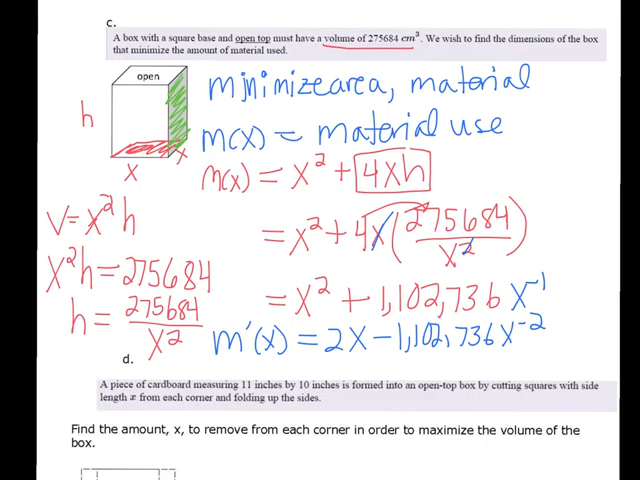 c.
A box with a square base and open top must have a volume of 275684 cm³. We wish to find the dimensions of the box
that minimize the amount of material used.
open
minimize area, material
h
m(x) = material use
x
x
m(x) = x² + 4xh
V = x²h
= x² + 4x(275684/x²)
x²h = 275684
= x² + 1,102,736 x⁻¹
h = 275684/x²
m'(x) = 2x - 1,102,736x⁻²
d.
A piece of cardboard measuring 11 inches by 10 inches is formed into an open-top box by cutting squares with side
length x from each corner and folding up the sides.
Find the amount, x, to remove from each corner in order to maximize the volume of the
box.